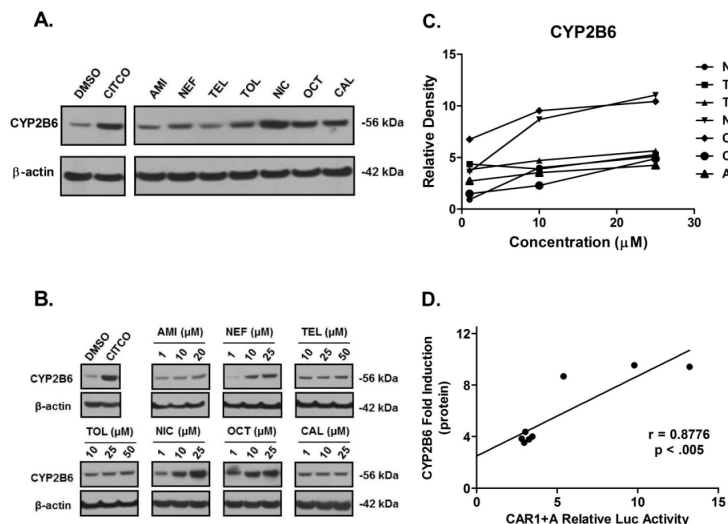 A.
DMSO
CITCO
AMI
NEF
TEL
TOL
NIC
OCT
CAL
CYP2B6
-56 kDa
β-actin
-42 kDa
B.
DMSO
CITCO
AMI (μM)
NEF (μM)
TEL (μM)
1 10 20
1 10 25
10 25 50
CYP2B6
-56 kDa
β-actin
-42 kDa
TOL (μM)
NIC (μM)
OCT (μM)
CAL (μM)
10 25 50
1 10 25
1 10 25
1 10 25
CYP2B6
-56 kDa
β-actin
-42 kDa
C.
CYP2B6
Relative Density
15
10
5
0
0 10 20 30
Concentration (μM)
N
T
T
N
O
C
A
D.
CYP2B6 Fold Induction
(protein)
12
8
4
0
0 5 10 15
r = 0.8776
p < .005
CAR1+A Relative Luc Activity